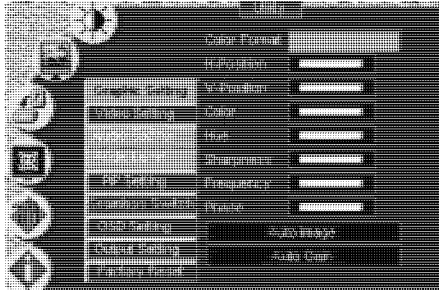 Color Format
H-Position
Graphic Setting
V-Position
Video Setting
Color
Hue
Sharpness
PIP Setting
Frequency
Phase
OSD Setting
Auto Image
Output Setting
Auto Gain
Factory Reset